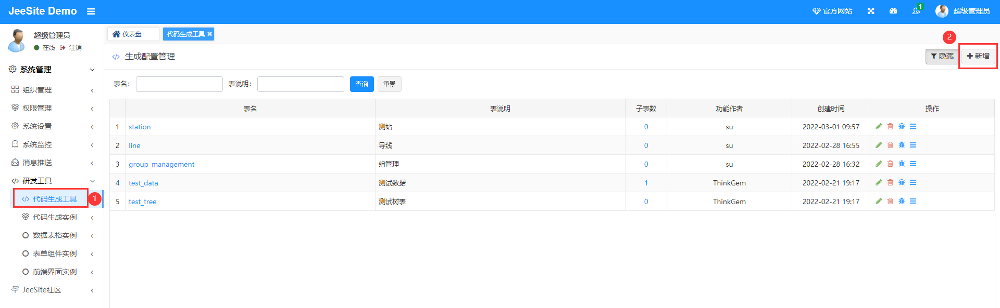 JeeSite Demo
官方网站
1
超级管理员
超级管理员
在线 注销
系统管理
组织管理
权限管理
系统设置
系统监控
消息推送
研发工具
代码生成工具 1
代码生成实例
数据表格实例
表单组件实例
前端界面实例
JeeSite社区
仪表盘 代码生成工具
2
生成配置管理 隐藏 新增
表名： 表说明： 查询 重置
表名 表说明 子表数 功能作者 创建时间 操作
1 station 测站 0 su 2022-03-01 09:57
2 line 导线 0 su 2022-02-28 16:55
3 group_management 组管理 0 su 2022-02-28 16:32
4 test_data 测试数据 1 ThinkGem 2022-02-21 19:17
5 test_tree 测试树表 0 ThinkGem 2022-02-21 19:17